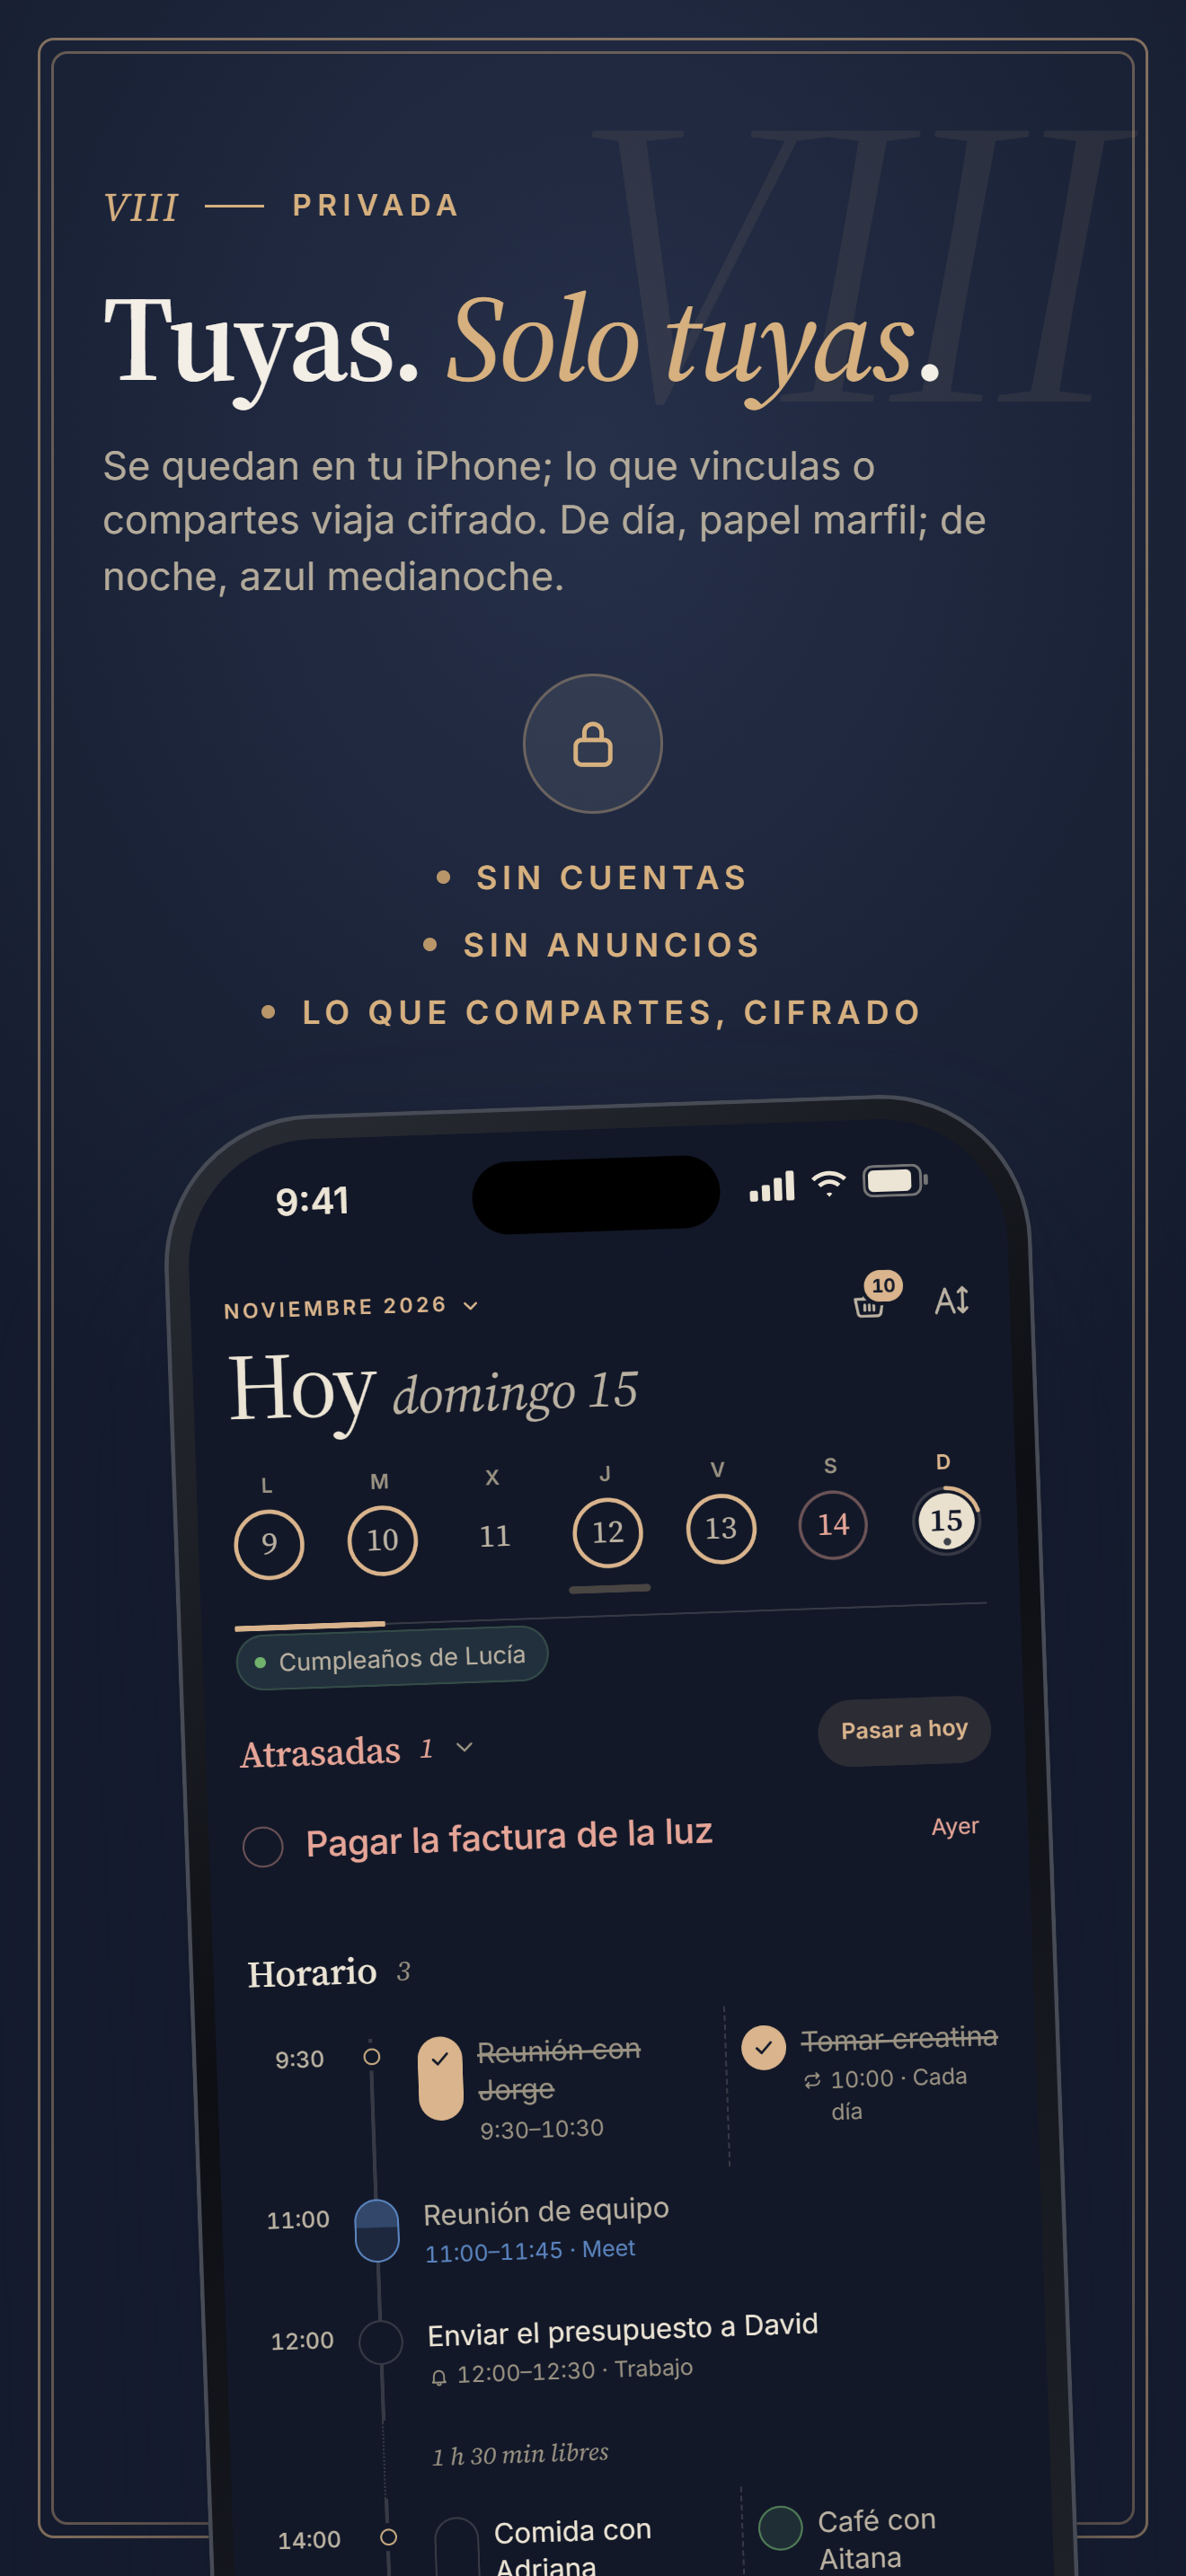 VIII
VIII — PRIVADA
Tuyas. Solo tuyas.
Se quedan en tu iPhone; lo que vinculas o
compartes viaja cifrado. De día, papel marfil; de
noche, azul medianoche.
• SIN CUENTAS
• SIN ANUNCIOS
• LO QUE COMPARTES, CIFRADO
9:41
NOVIEMBRE 2026
10
A
Hoy domingo 15
L M X J V S D
9 10 11 12 13 14 15
Cumpleaños de Lucía
Atrasadas 1
Pasar a hoy
Pagar la factura de la luz
Ayer
Horario 3
9:30
Reunión con
Jorge
9:30–10:30
Tomar creatina
10:00 · Cada
día
11:00
Reunión de equipo
11:00–11:45 · Meet
12:00
Enviar el presupuesto a David
12:00–12:30 · Trabajo
1 h 30 min libres
14:00
Comida con
Adriana
Café con
Aitana